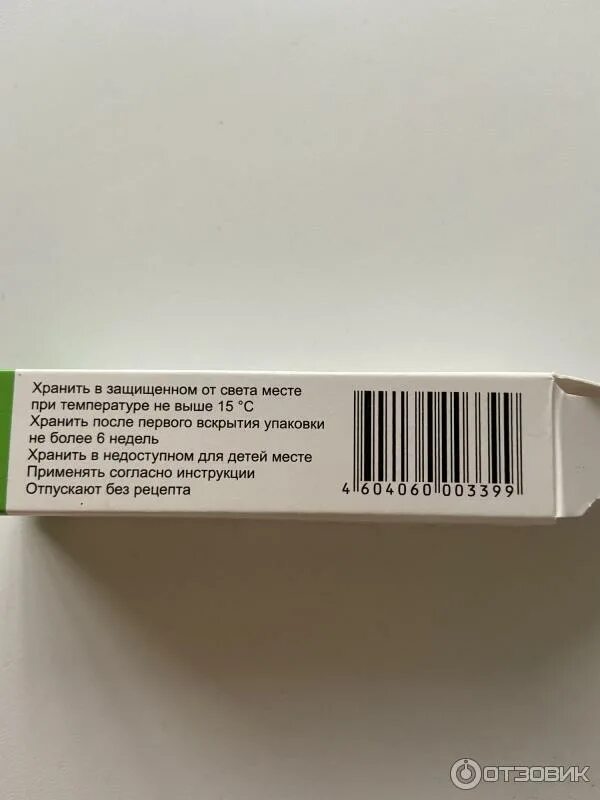 Хранить в защищенном от света месте
при температуре не выше 15 °С
Хранить после первого вскрытия упаковки
не более 6 недель
Хранить в недоступном для детей месте
Применять согласно инструкции
Отпускают без рецепта
4 604060 003399
ОТЗОВИК